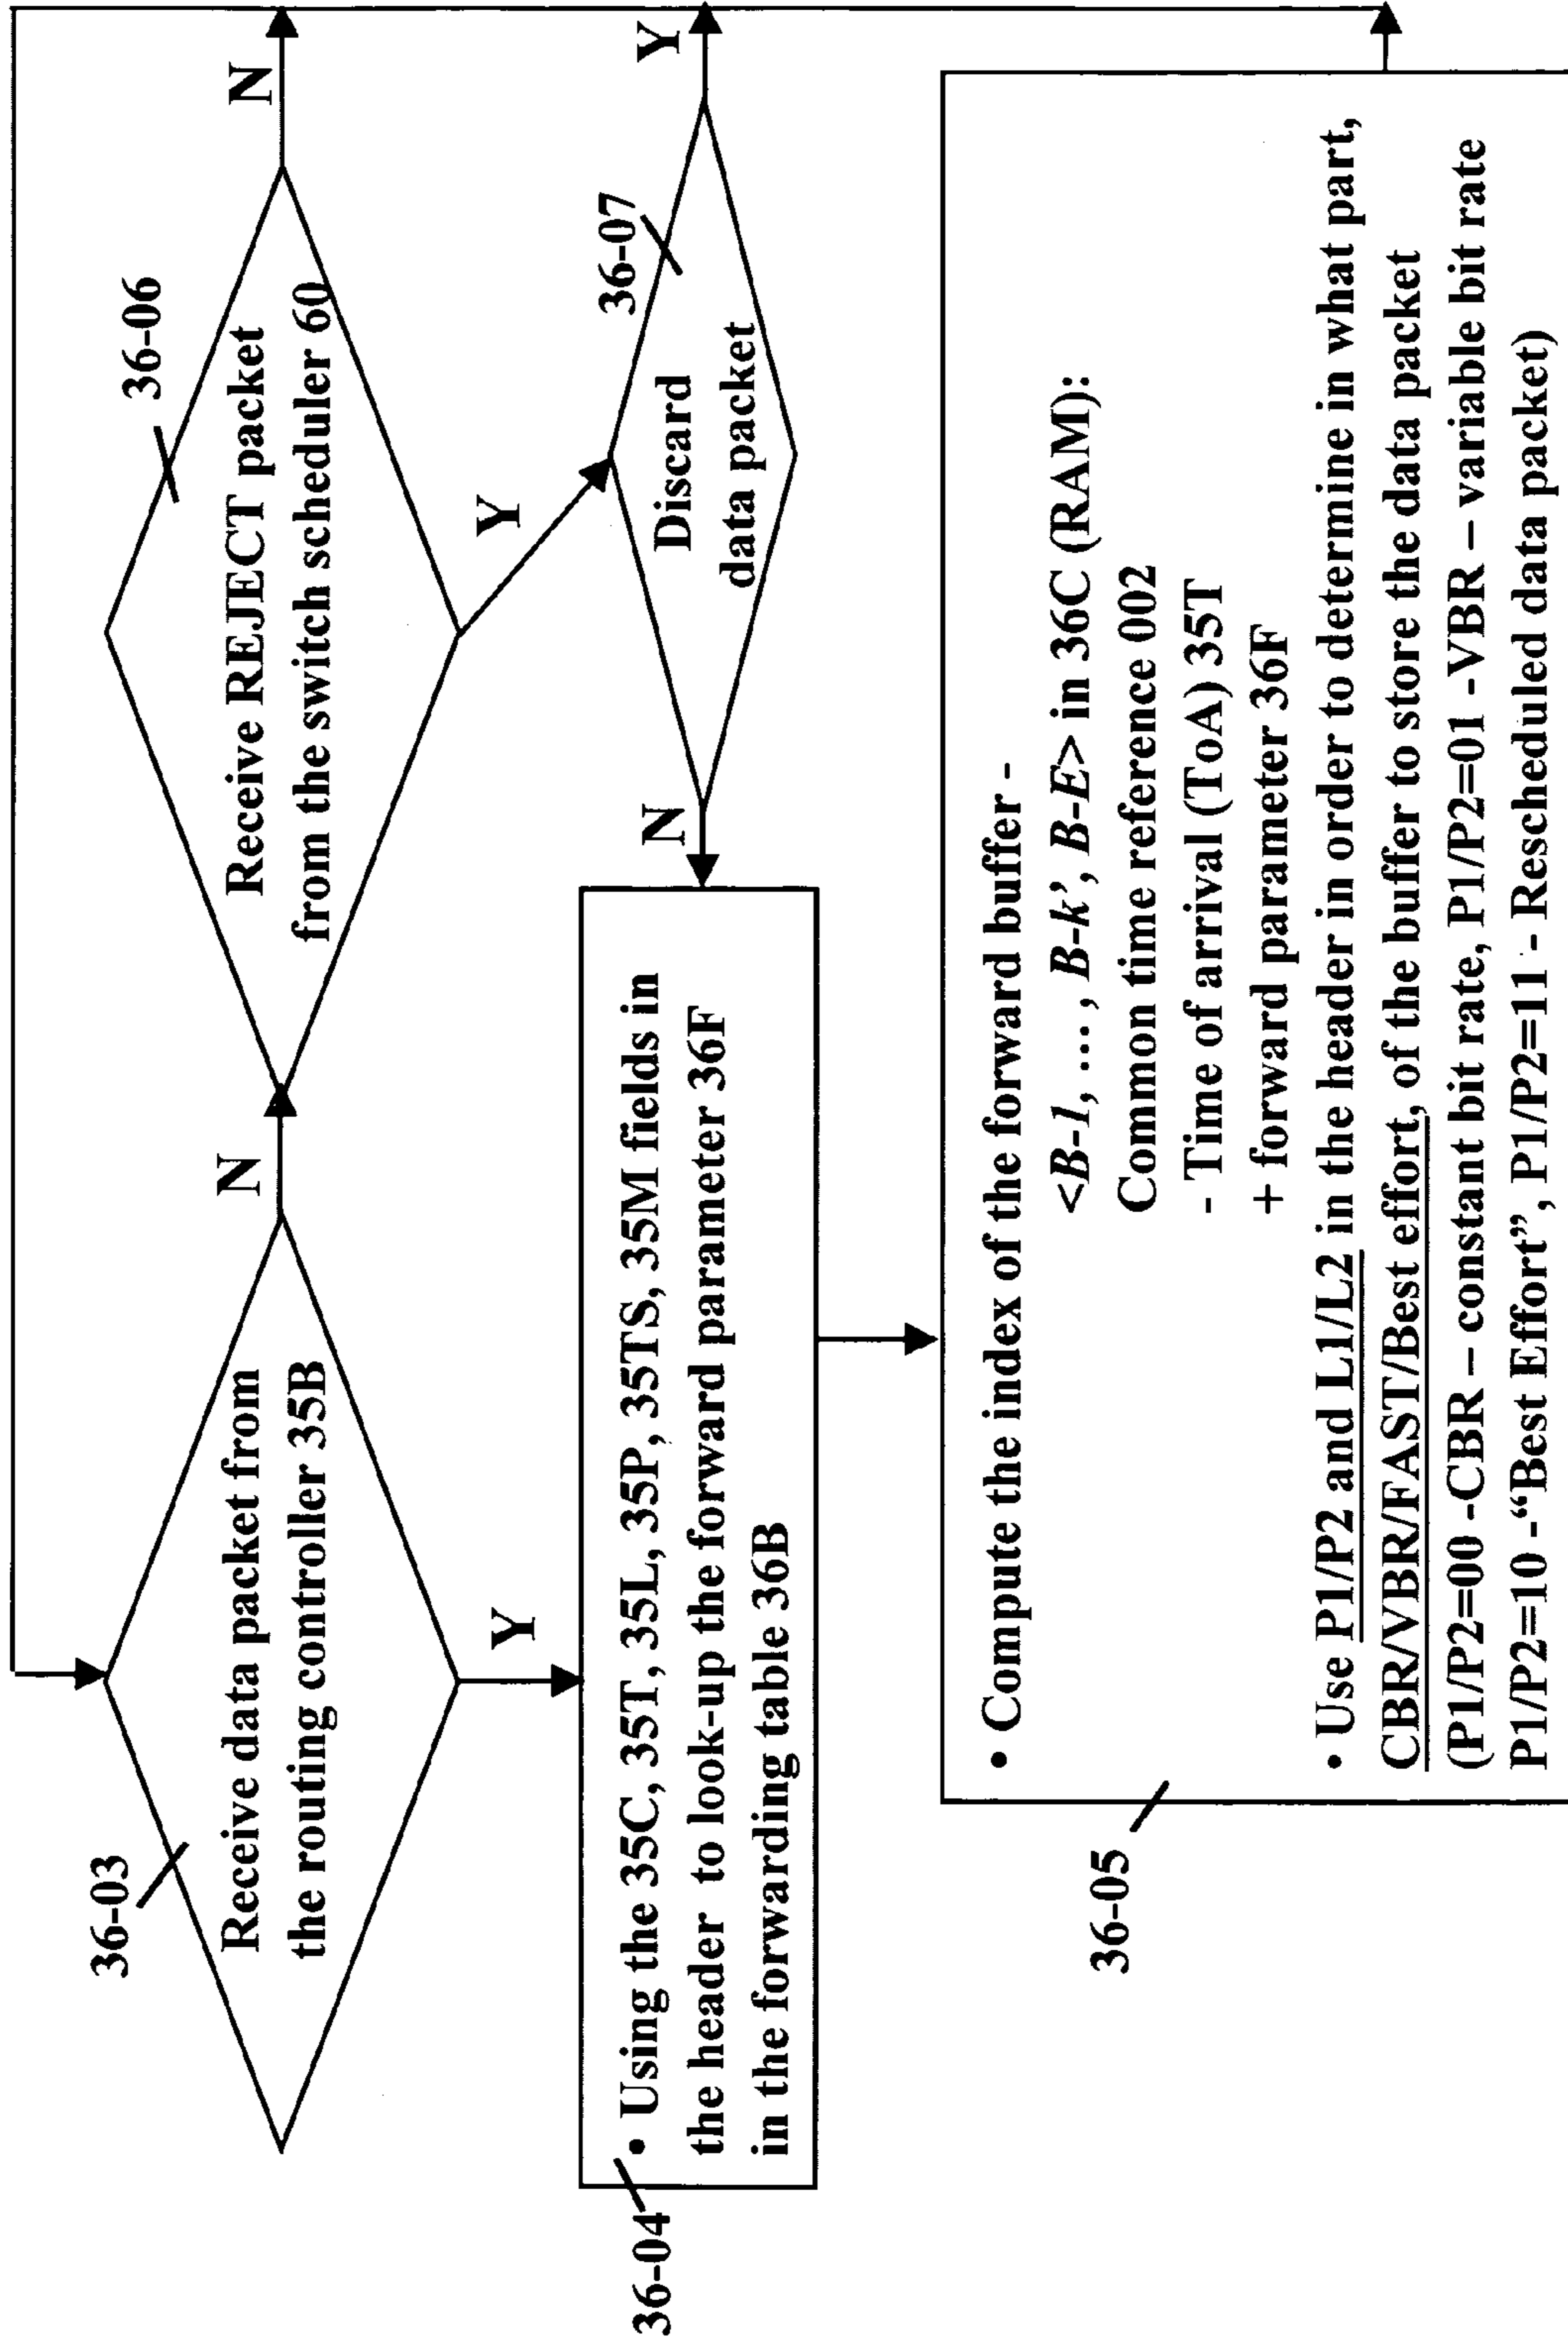 36-03
Receive data packet from
the routing controller 35B
N
Y
36-06
Receive REJECT packet
from the switch scheduler 60
N
Y
36-07
Discard
data packet
N
Y
36-04
• Using the 35C, 35T, 35L, 35P, 35TS, 35M fields in
the header to look-up the forward parameter 36F
in the forwarding table 36B
36-05
• Compute the index of the forward buffer -
<B-1, ..., B-k', B-E> in 36C (RAM):
Common time reference 002
- Time of arrival (ToA) 35T
+ forward parameter 36F
• Use P1/P2 and L1/L2 in the header in order to determine in what part,
CBR/VBR/FAST/Best effort, of the buffer to store the data packet
(P1/P2=00 -CBR – constant bit rate, P1/P2=01 -VBR – variable bit rate
P1/P2=10 -“Best Effort”, P1/P2=11 - Rescheduled data packet)